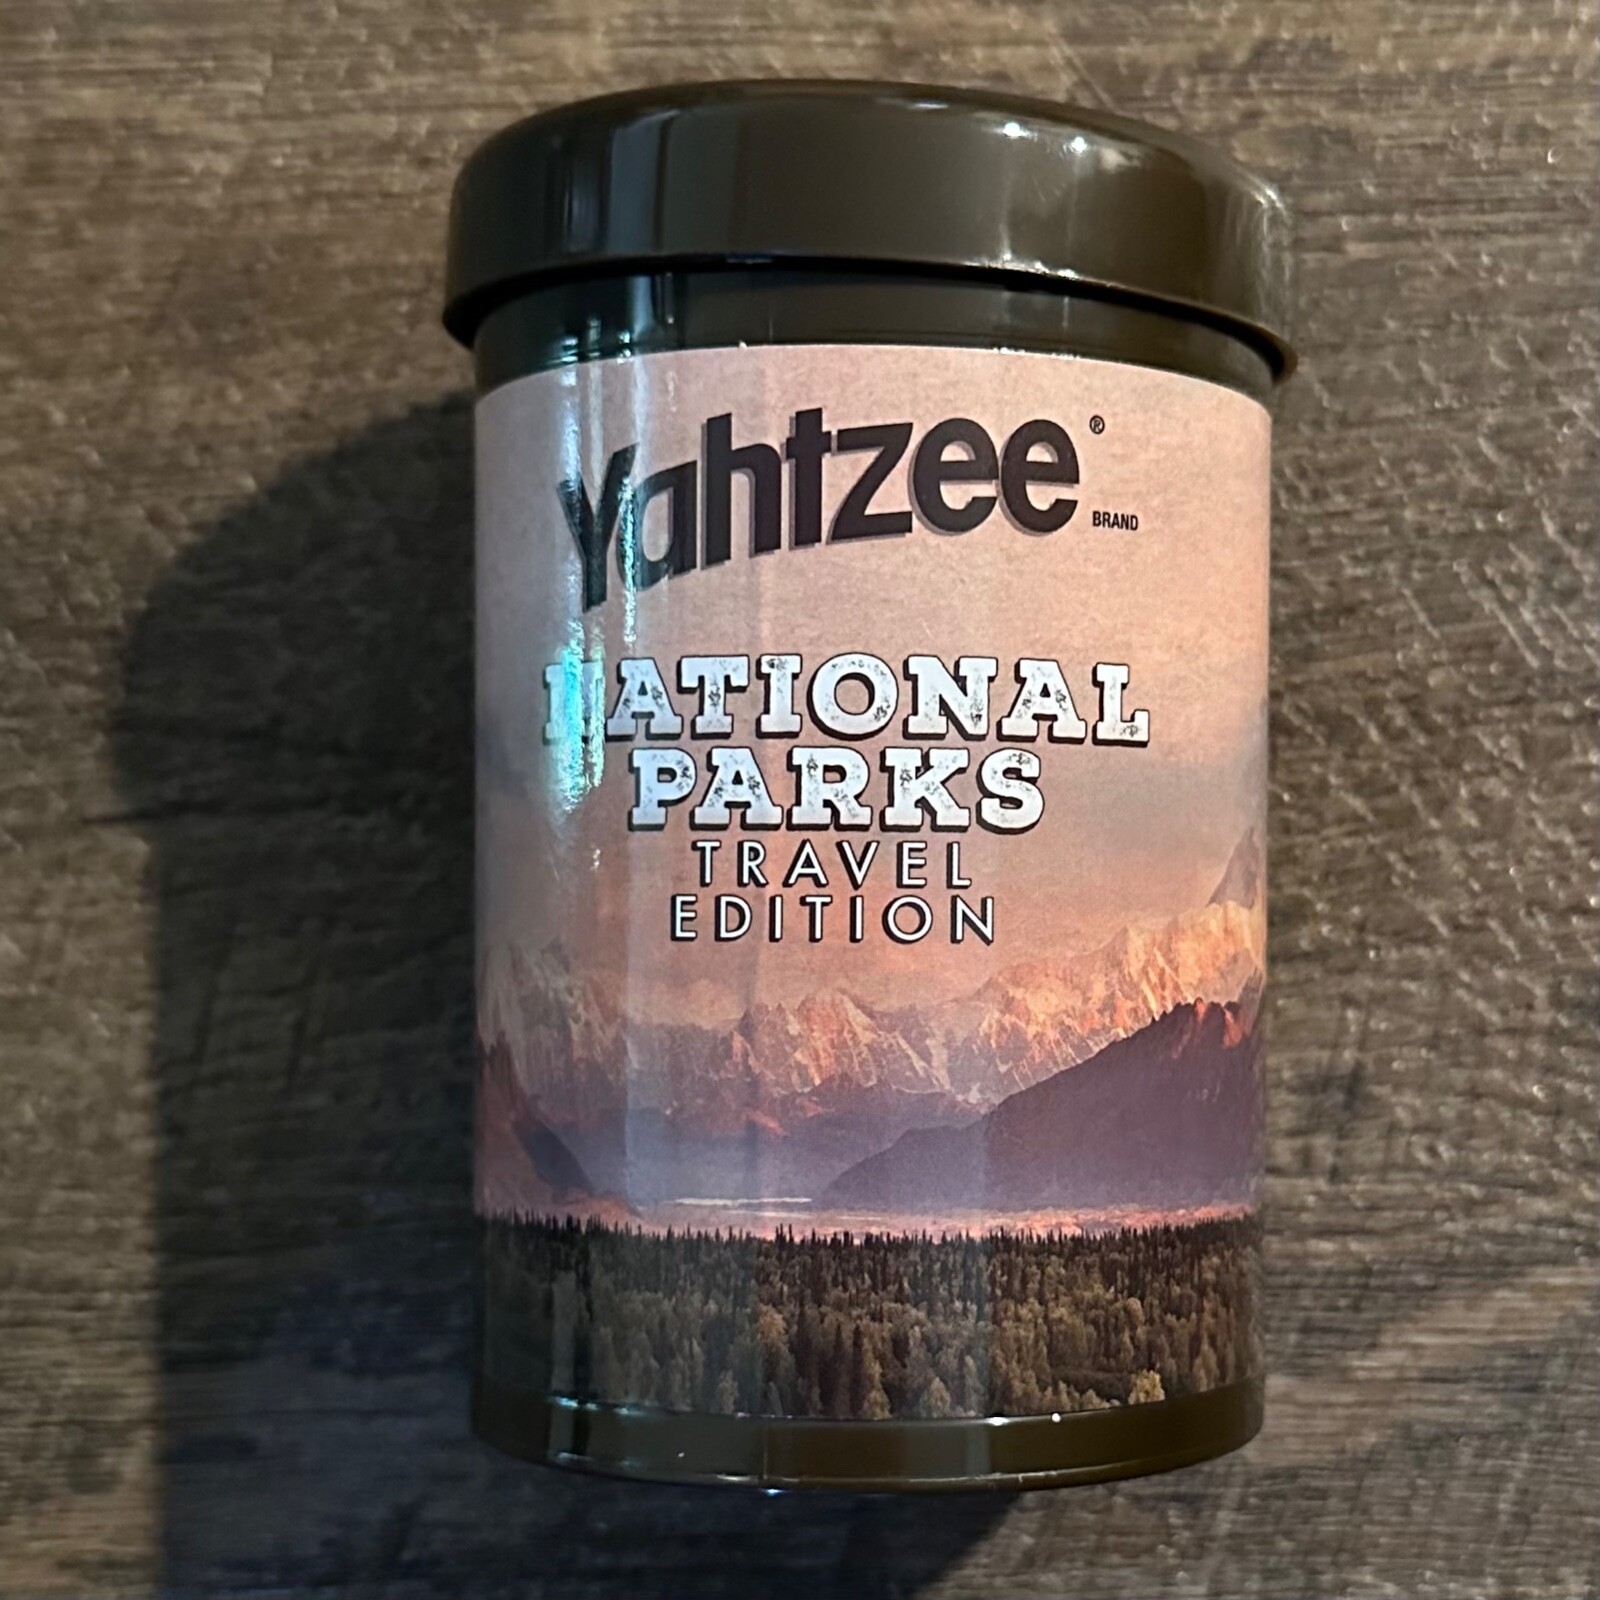 Yahtzee®
BRAND
NATIONAL
PARKS
TRAVEL
EDITION